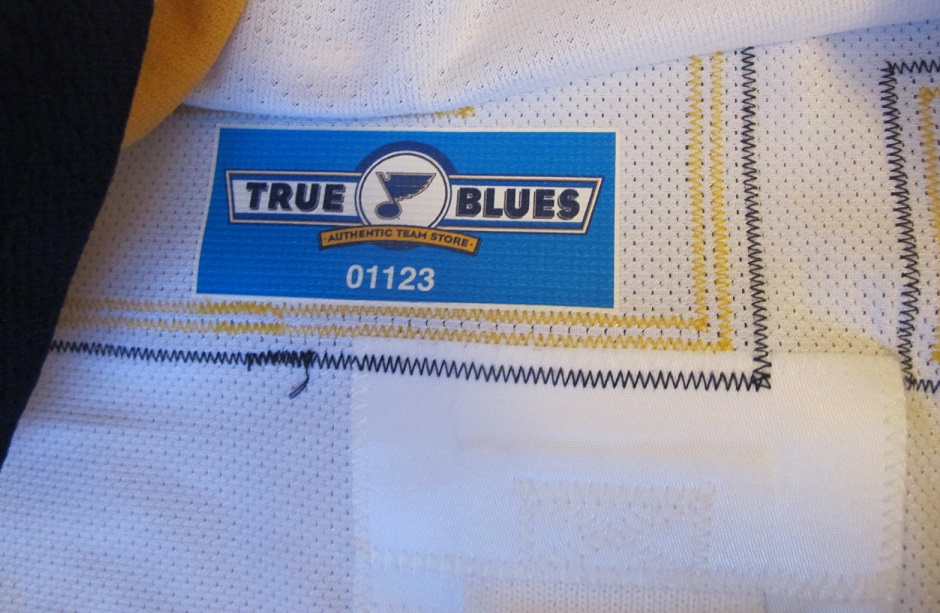 TRUE BLUES
·AUTHENTIC TEAM STORE·
01123